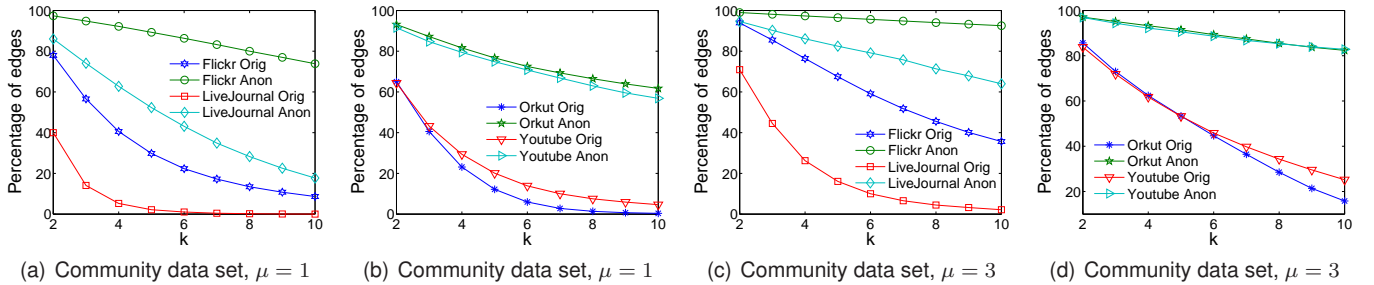 Percentage of edges
100
80
60
40
20
0
2
4
6
8
10
k
Flickr Orig
Flickr Anon
LiveJournal Orig
LiveJournal Anon
(a) Community data set, μ = 1
Percentage of edges
100
80
60
40
20
0
2
4
6
8
10
k
Orkut Orig
Orkut Anon
Youtube Orig
Youtube Anon
(b) Community data set, μ = 1
Percentage of edges
100
80
60
40
20
0
2
4
6
8
10
k
Flickr Orig
Flickr Anon
LiveJournal Orig
LiveJournal Anon
(c) Community data set, μ = 3
Percentage of edges
100
80
60
40
20
2
4
6
8
10
k
Orkut Orig
Orkut Anon
Youtube Orig
Youtube Anon
(d) Community data set, μ = 3